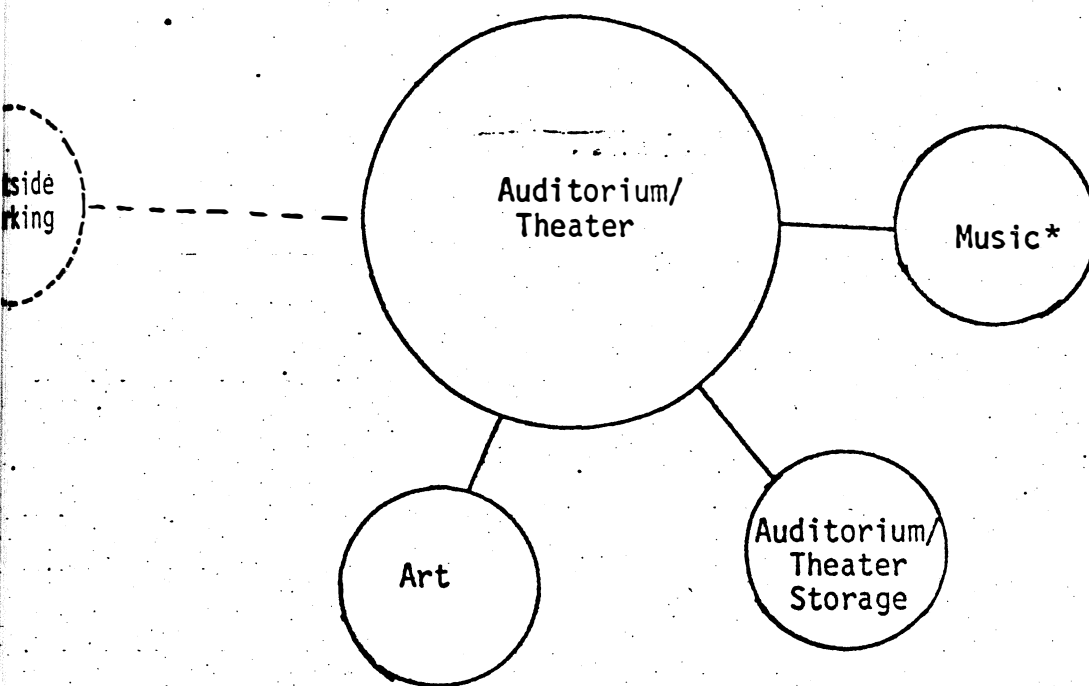 Auditorium/
Theater
Music*
Art
Auditorium/
Theater
Storage